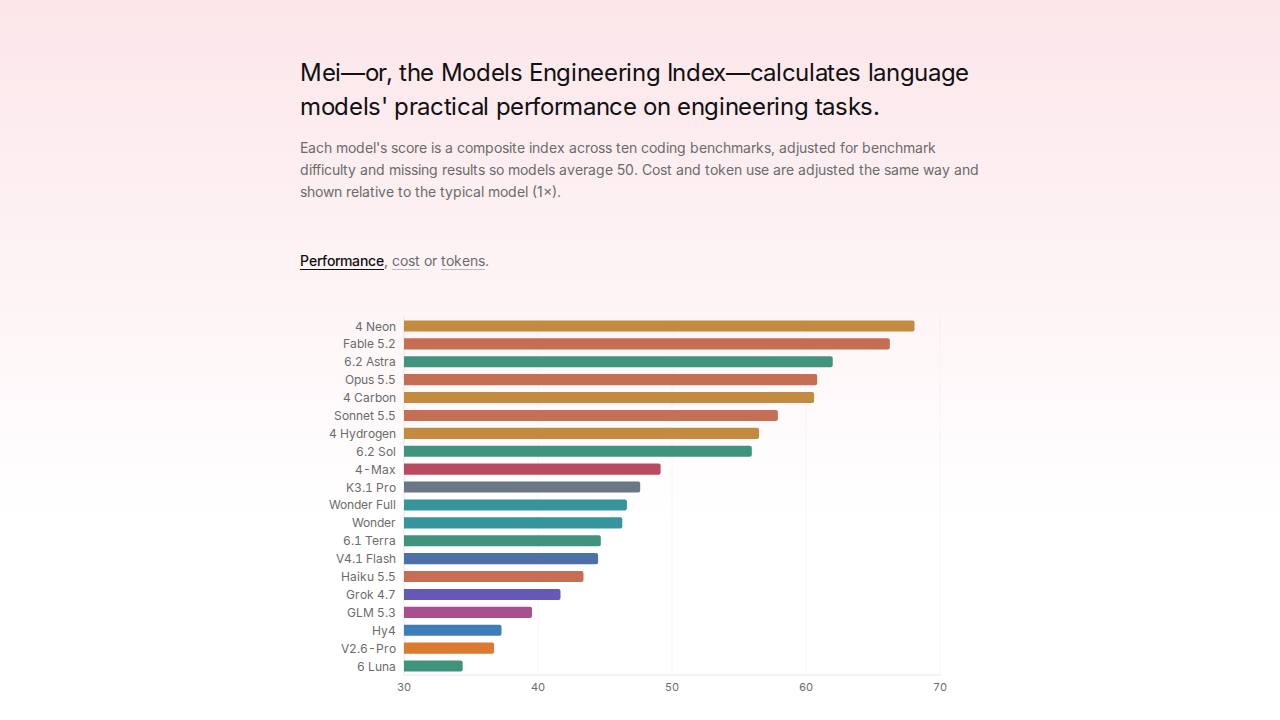 Mei—or, the Models Engineering Index—calculates language
models' practical performance on engineering tasks.
Each model's score is a composite index across ten coding benchmarks, adjusted for benchmark
difficulty and missing results so models average 50. Cost and token use are adjusted the same way and
shown relative to the typical model (1×).
Performance, cost or tokens.
4 Neon
Fable 5.2
6.2 Astra
Opus 5.5
4 Carbon
Sonnet 5.5
4 Hydrogen
6.2 Sol
4-Max
K3.1 Pro
Wonder Full
Wonder
6.1 Terra
V4.1 Flash
Haiku 5.5
Grok 4.7
GLM 5.3
Hy4
V2.6-Pro
6 Luna
30 40 50 60 70